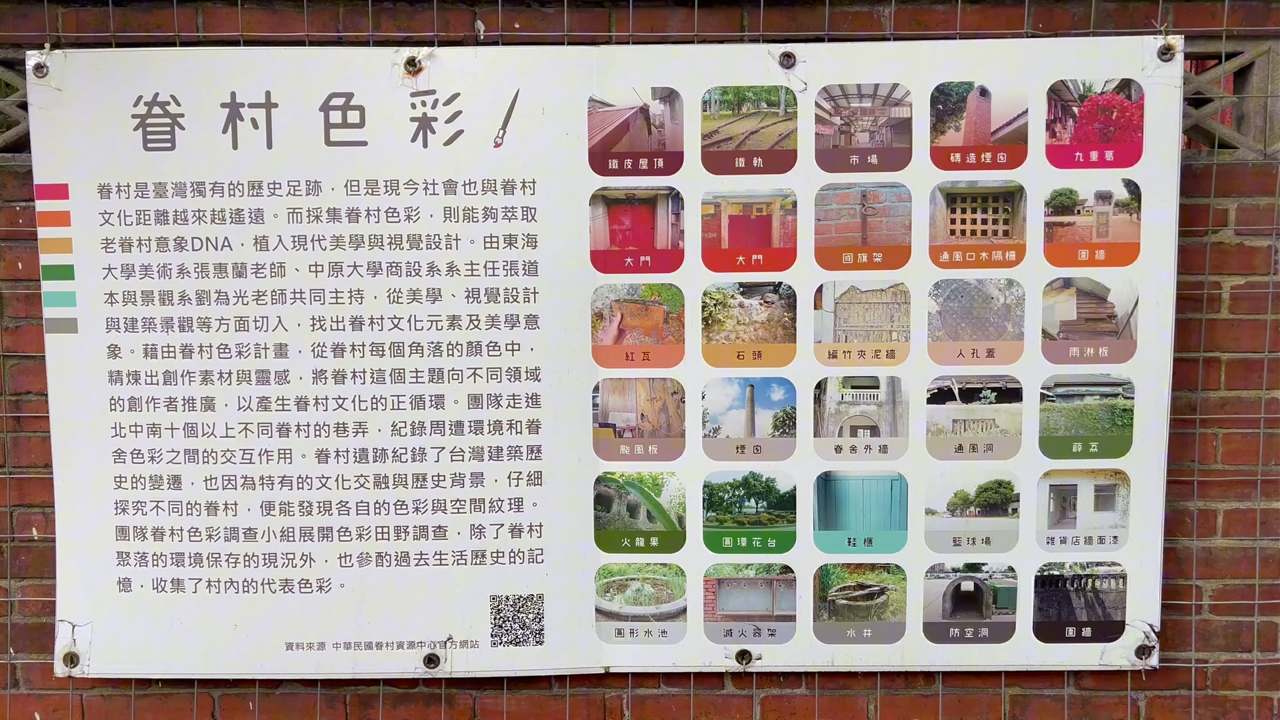 眷村色彩
眷村是臺灣獨有的歷史足跡，但是現今社會也與眷村
文化距離越來越遙遠。而採集眷村色彩，則能夠萃取
老眷村意象DNA，植入現代美學與視覺設計。由東海
大學美術系張惠蘭老師、中原大學商設系系主任張道
本與景觀系劉為光老師共同主持，從美學、視覺設計
與建築景觀等方面切入，找出眷村文化元素及美學意
象。藉由眷村色彩計畫，從眷村每個角落的顏色中，
精煉出創作素材與靈感，將眷村這個主題向不同領域
的創作者推廣，以產生眷村文化的正循環。團隊走進
北中南十個以上不同眷村的巷弄，紀錄周遭環境和眷
舍色彩之間的交互作用。眷村遺跡紀錄了台灣建築歷
史的變遷，也因為特有的文化交融與歷史背景，仔細
探究不同的眷村，便能發現各自的色彩與空間紋理。
團隊眷村色彩調查小組展開色彩田野調查，除了眷村
聚落的環境保存的現況外，也參酌過去生活歷史的記
憶，收集了村內的代表色彩。
資料來源 中華民國眷村資源中心官方網站
鐵皮屋頂
鐵軌
市場
磚造煙囪
九重葛
大門
大門
國旗架
通風口木隔柵
圍牆
紅瓦
石頭
編竹夾泥牆
人孔蓋
雨淋板
颱風板
煙囪
眷舍外牆
通風洞
薜荔
火龍果
圓環花台
鞋櫃
籃球場
雜貨店牆面漆
圓形水池
滅火器架
水井
防空洞
圍牆